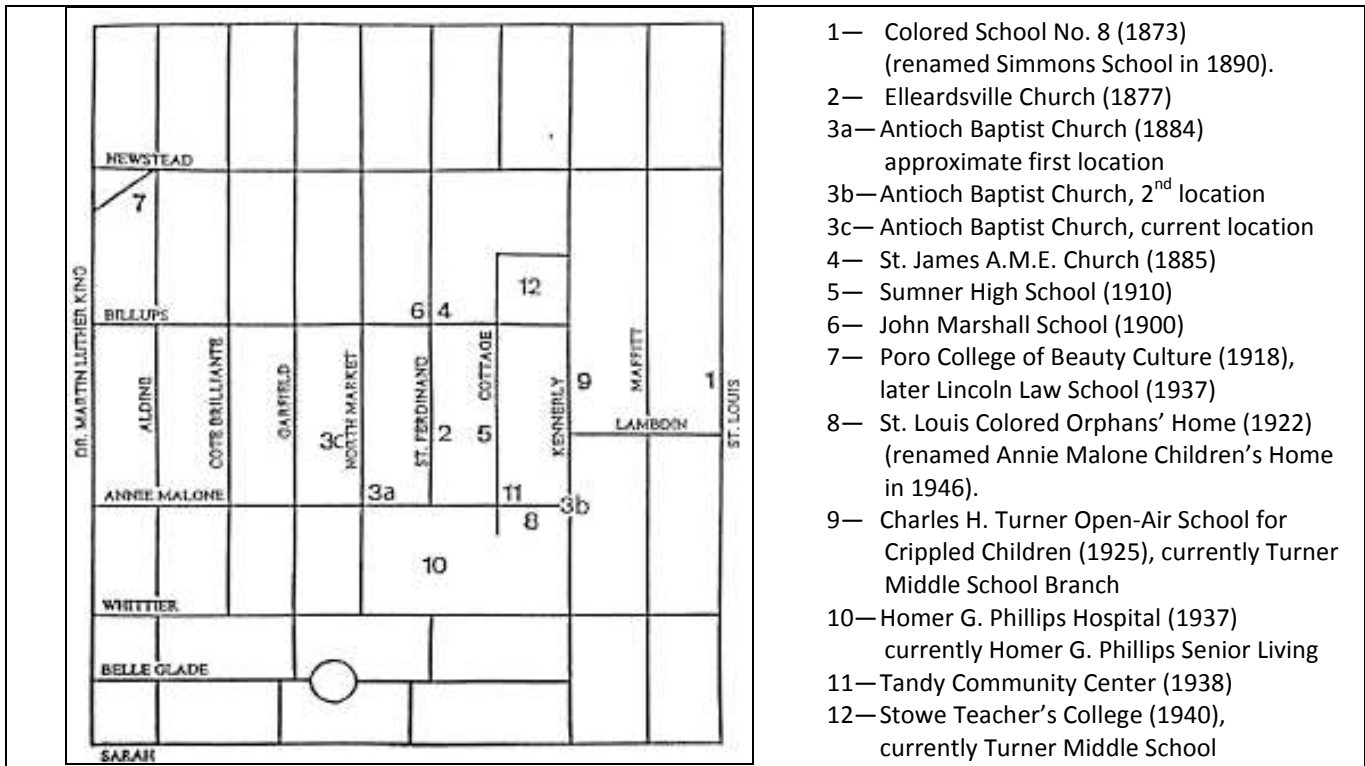 NEWSTEAD
7
DR. MARTIN LUTHER KING
12
BILLUPS
6 4
ALDINE
COTE BRILLIANTE
GARFIELD
NORTH MARKET
ST. FERDINAND
COTTAGE
KENNERLY
9
MAFFITT
1
ST. LOUIS
LAMBDIN
3c
2
5
ANNIE MALONE
3a
11
3b
8
10
WHITTIER
BELLE GLADE
SARAH
1— Colored School No. 8 (1873)
(renamed Simmons School in 1890).
2— Elleardsville Church (1877)
3a— Antioch Baptist Church (1884)
approximate first location
3b— Antioch Baptist Church, 2nd location
3c— Antioch Baptist Church, current location
4— St. James A.M.E. Church (1885)
5— Sumner High School (1910)
6— John Marshall School (1900)
7— Poro College of Beauty Culture (1918),
later Lincoln Law School (1937)
8— St. Louis Colored Orphans’ Home (1922)
(renamed Annie Malone Children’s Home
in 1946).
9— Charles H. Turner Open-Air School for
Crippled Children (1925), currently Turner
Middle School Branch
10— Homer G. Phillips Hospital (1937)
currently Homer G. Phillips Senior Living
11— Tandy Community Center (1938)
12— Stowe Teacher’s College (1940),
currently Turner Middle School